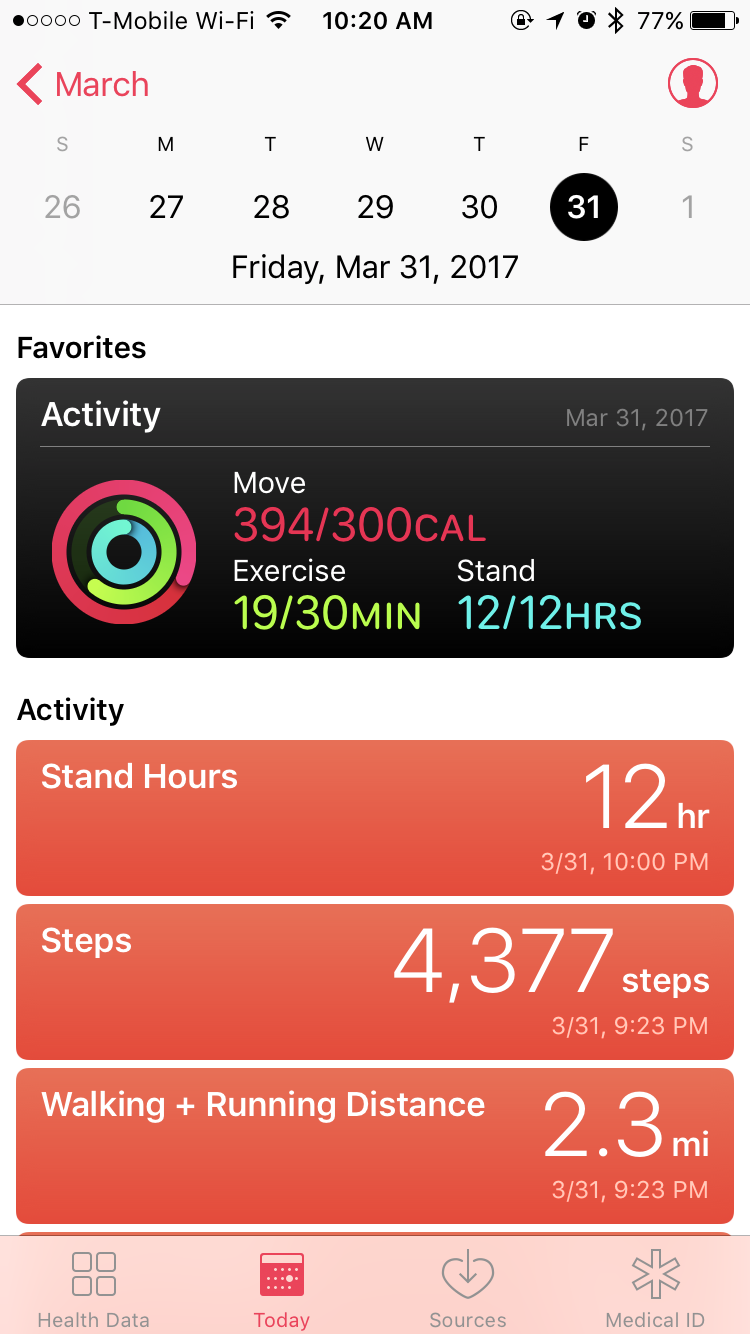 T-Mobile Wi-Fi 10:20 AM 77%
March
S M T W T F S
26 27 28 29 30 31 1
Friday, Mar 31, 2017
Favorites
Activity Mar 31, 2017
Move
394/300CAL
Exercise Stand
19/30MIN 12/12HRS
Activity
Stand Hours 12 hr
3/31, 10:00 PM
Steps 4,377 steps
3/31, 9:23 PM
Walking + Running Distance 2.3 mi
3/31, 9:23 PM
Health Data Today Sources Medical ID